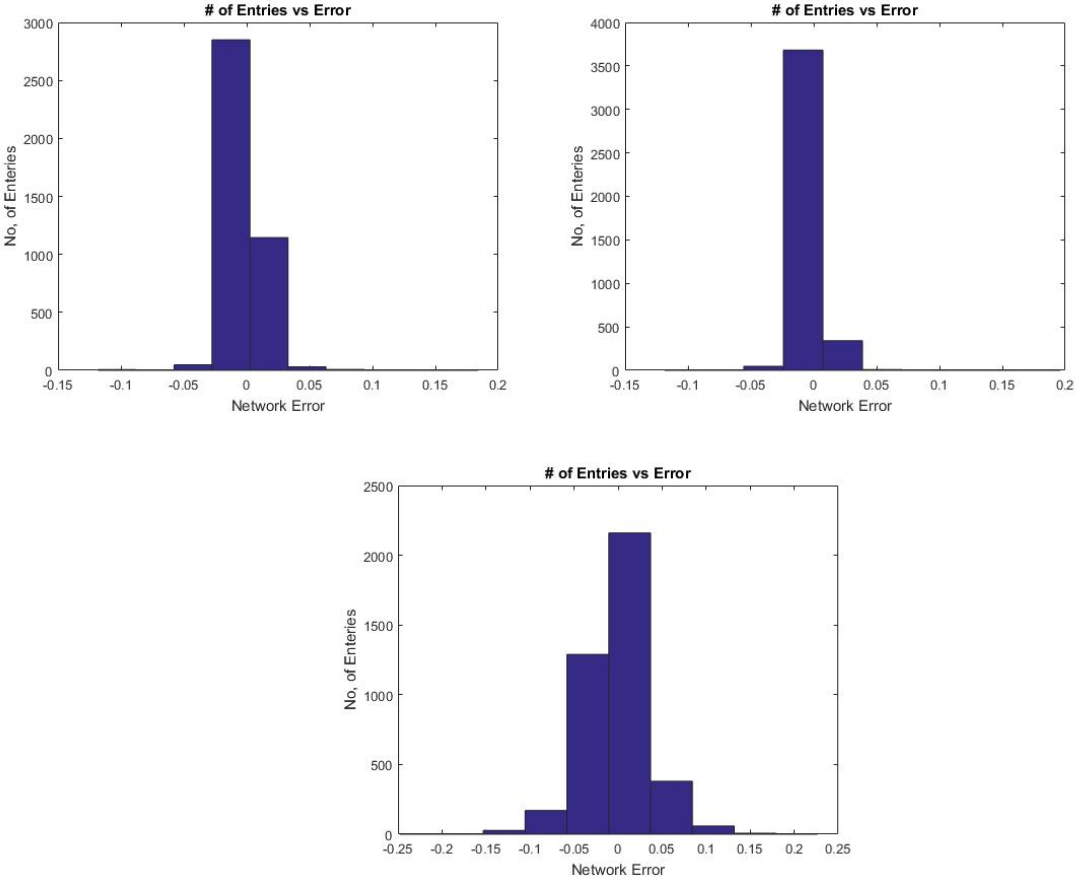 # of Entries vs Error
3000
2500
2000
1500
1000
500
0
No, of Enteries
-0.15 -0.1 -0.05 0 0.05 0.1 0.15 0.2
Network Error
# of Entries vs Error
4000
3500
3000
2500
2000
1500
1000
500
0
No, of Enteries
-0.15 -0.1 -0.05 0 0.05 0.1 0.15 0.2
Network Error
# of Entries vs Error
2500
2000
1500
1000
500
0
No, of Enteries
-0.25 -0.2 -0.15 -0.1 -0.05 0 0.05 0.1 0.15 0.2 0.25
Network Error